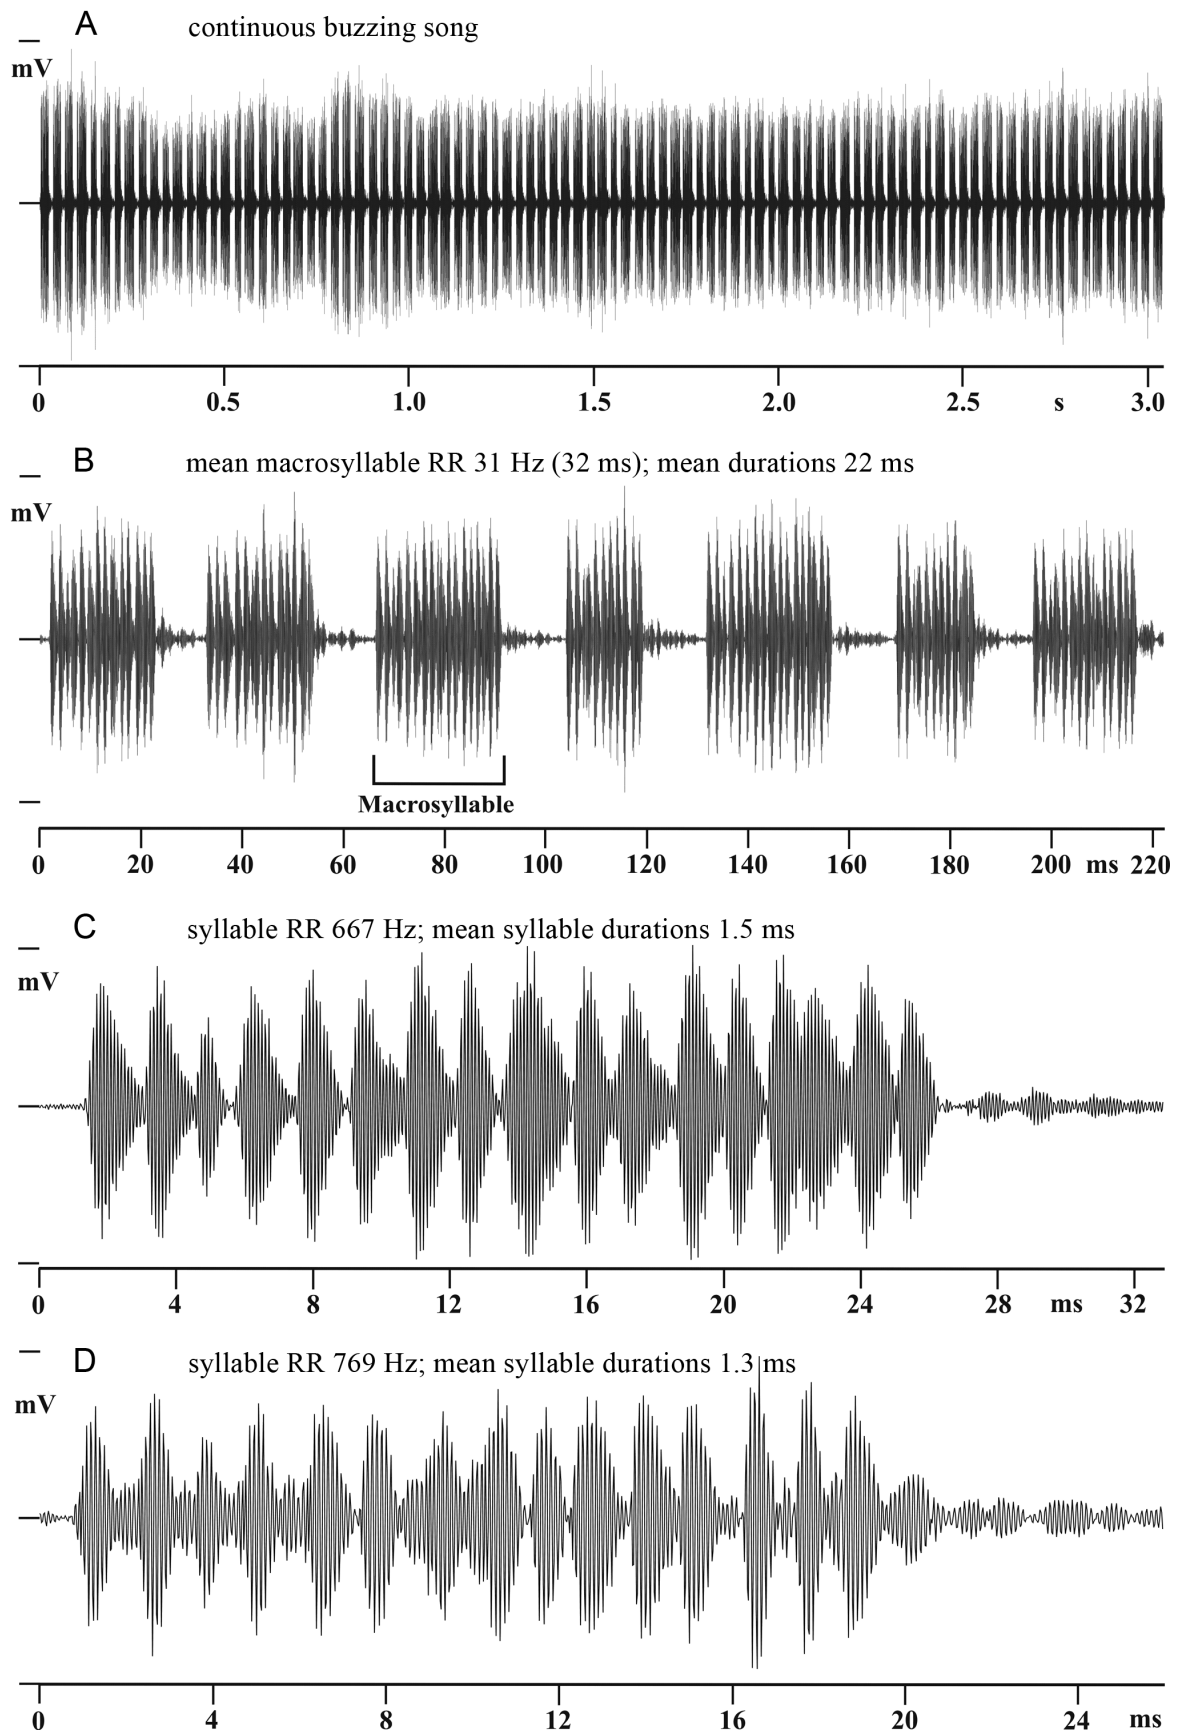 A continuous buzzing song
mV
0 0.5 1.0 1.5 2.0 2.5 s 3.0
B mean macrosyllable RR 31 Hz (32 ms); mean durations 22 ms
mV
Macrosyllable
0 20 40 60 80 100 120 140 160 180 200 ms 220
C syllable RR 667 Hz; mean syllable durations 1.5 ms
mV
0 4 8 12 16 20 24 28 ms 32
D syllable RR 769 Hz; mean syllable durations 1.3 ms
mV
0 4 8 12 16 20 24 ms